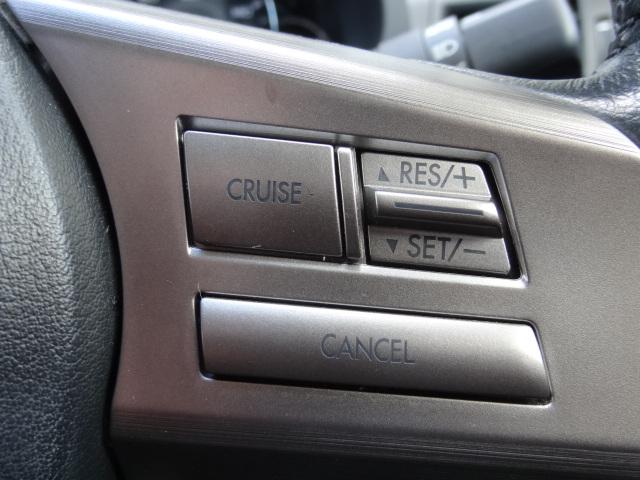 CRUISE
▲ RES/+
▼ SET/−
CANCEL